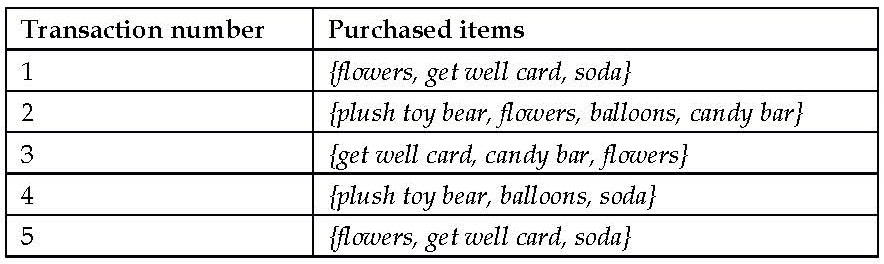 Transaction number Purchased items
1 {flowers, get well card, soda}
2 {plush toy bear, flowers, balloons, candy bar}
3 {get well card, candy bar, flowers}
4 {plush toy bear, balloons, soda}
5 {flowers, get well card, soda}